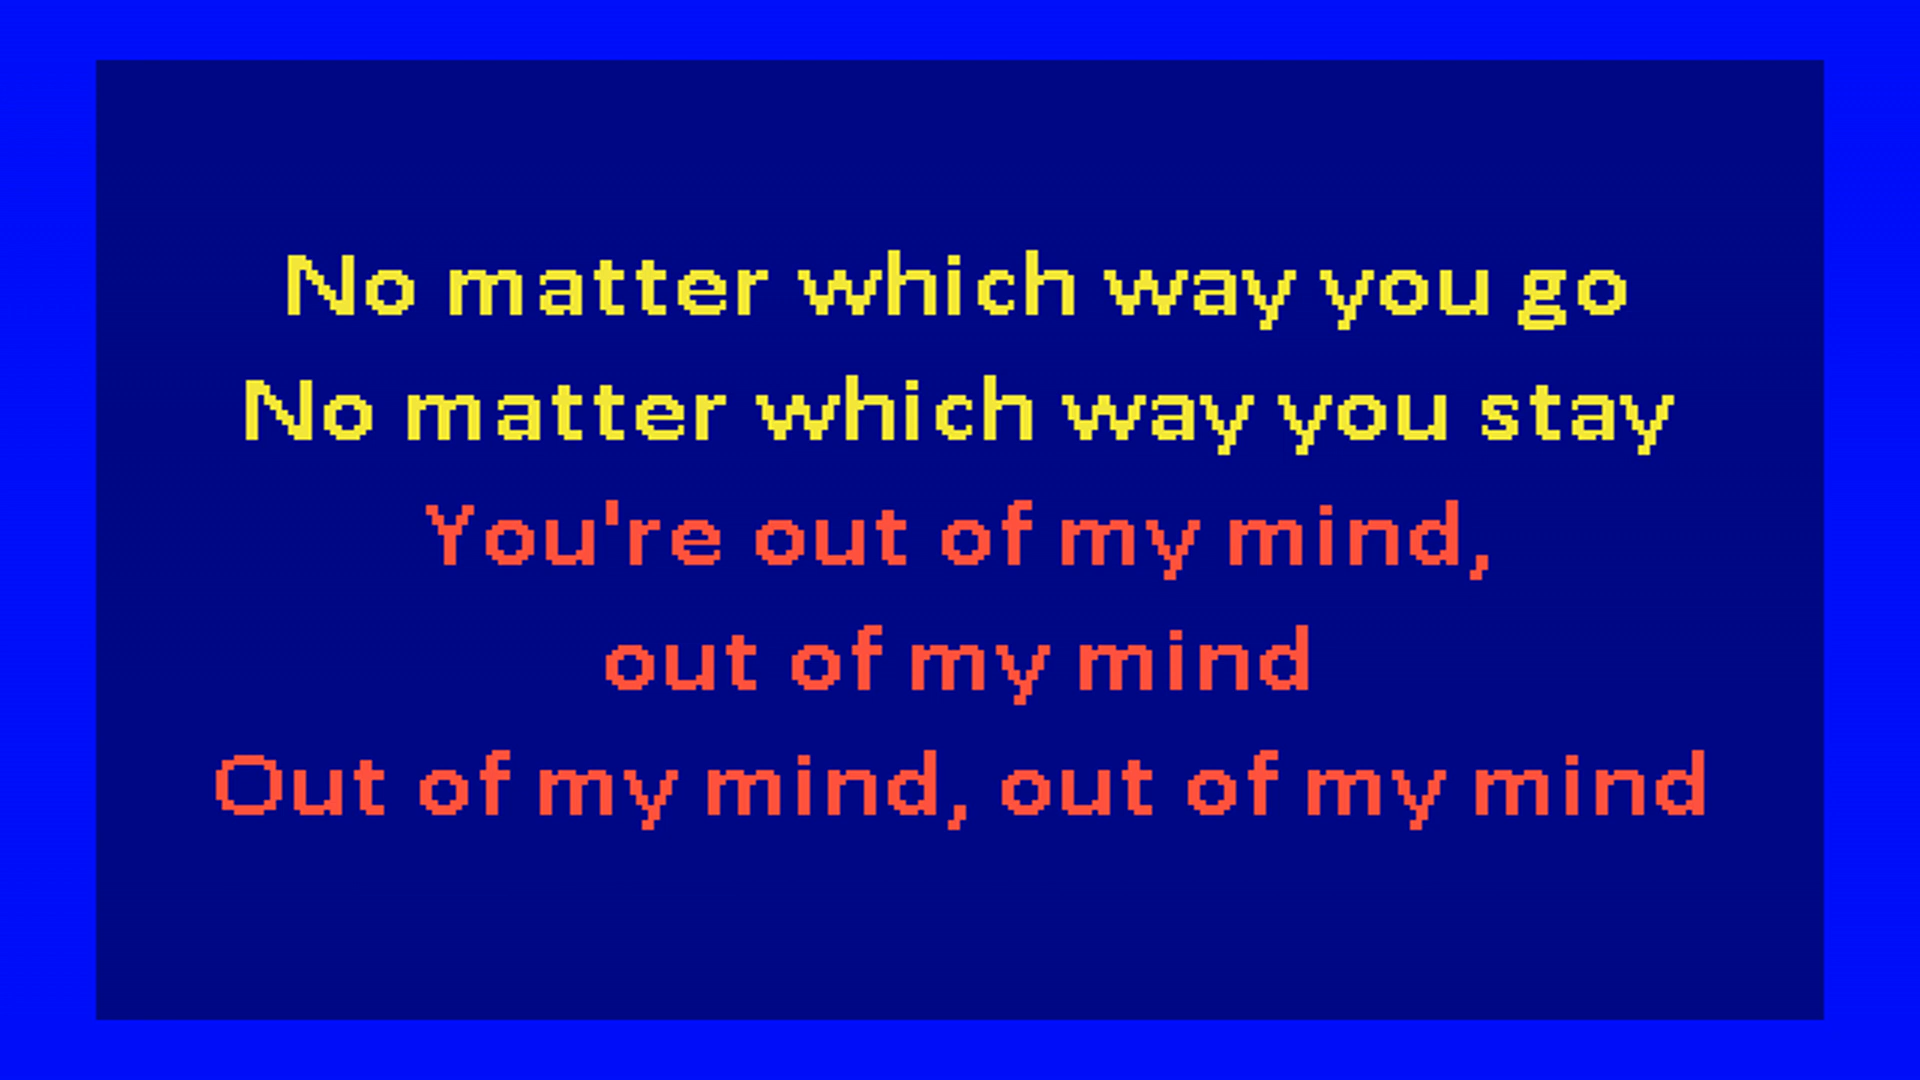 No matter which way you go
No matter which way you stay
You're out of my mind,
out of my mind
Out of my mind, out of my mind